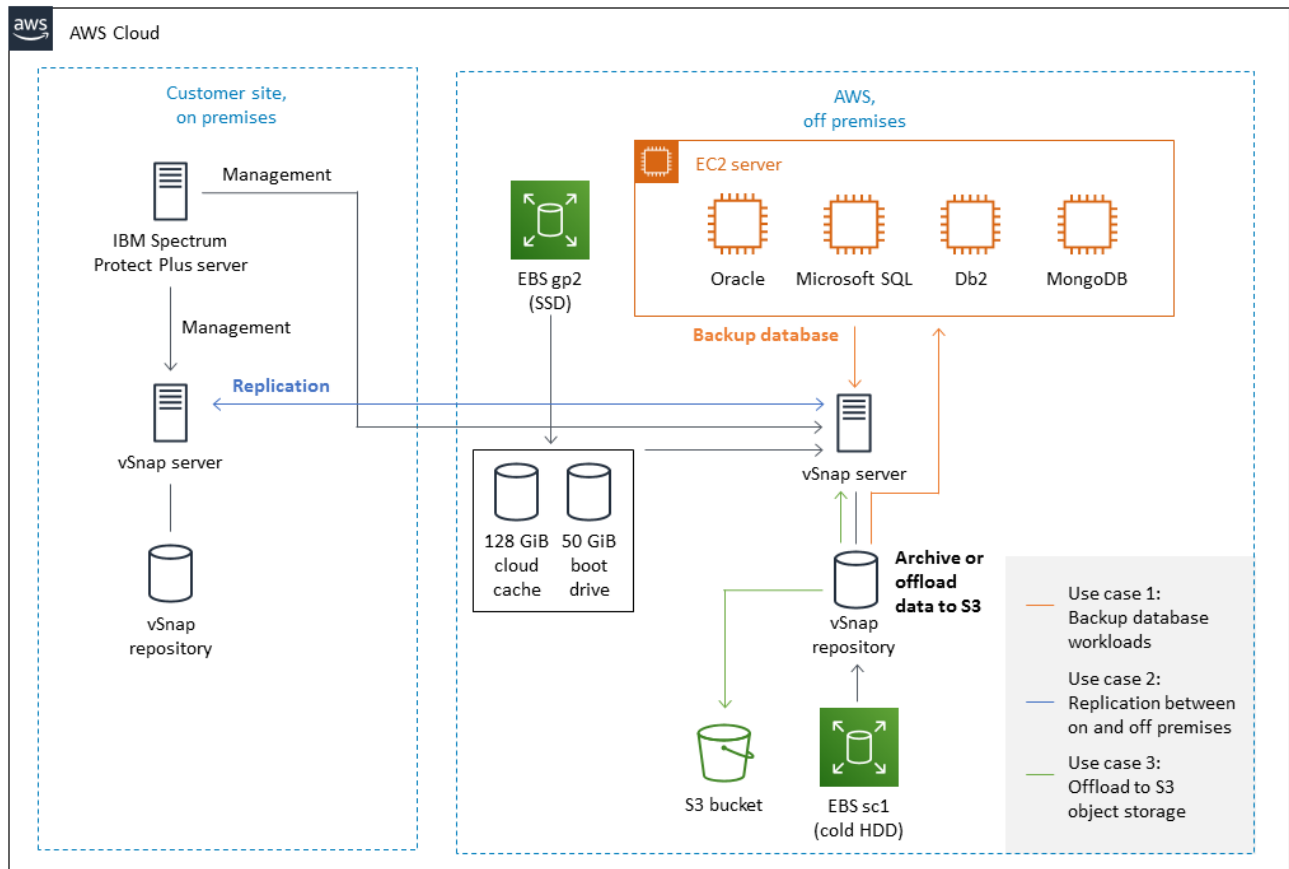 aws
AWS Cloud
Customer site,
on premises
Management
IBM Spectrum
Protect Plus server
Management
Replication
vSnap server
vSnap
repository
AWS,
off premises
EC2 server
Oracle
Microsoft SQL
Db2
MongoDB
EBS gp2
(SSD)
Backup database
128 GiB
cloud
cache
50 GiB
boot
drive
vSnap server
Archive or
offload
data to S3
vSnap
repository
S3 bucket
EBS sc1
(cold HDD)
Use case 1:
Backup database
workloads
Use case 2:
Replication between
on and off premises
Use case 3:
Offload to S3
object storage